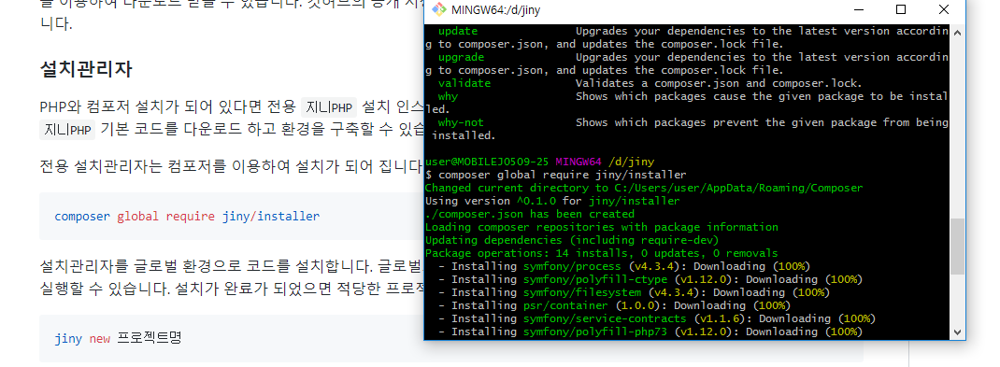 를 이용하여 다운로드 받을 수 있습니다. 깃허브의 공개 저장
니다.
설치관리자
PHP와 컴포저 설치가 되어 있다면 전용 지니PHP 설치 인스
지니PHP 기본 코드를 다운로드 하고 환경을 구축할 수 있습
전용 설치관리자는 컴포저를 이용하여 설치가 되어 집니다
composer global require jiny/installer
설치관리자를 글로벌 환경으로 코드를 설치합니다. 글로벌
실행할 수 있습니다. 설치가 완료가 되었으면 적당한 프로젝
jiny new 프로젝트명
MINGW64:/d/jiny
update Upgrades your dependencies to the latest version accordin
g to composer.json, and updates the composer.lock file.
upgrade Upgrades your dependencies to the latest version accordin
g to composer.json, and updates the composer.lock file.
validate Validates a composer.json and composer.lock.
why Shows which packages cause the given package to be instal
led.
why-not Shows which packages prevent the given package from being
installed.
user@MOBILEJO509-25 MINGW64 /d/jiny
$ composer global require jiny/installer
Changed current directory to C:/Users/user/AppData/Roaming/Composer
Using version ^0.1.0 for jiny/installer
./composer.json has been created
Loading composer repositories with package information
Updating dependencies (including require-dev)
Package operations: 14 installs, 0 updates, 0 removals
- Installing symfony/process (v4.3.4): Downloading (100%)
- Installing symfony/polyfill-ctype (v1.12.0): Downloading (100%)
- Installing symfony/filesystem (v4.3.4): Downloading (100%)
- Installing psr/container (1.0.0): Downloading (100%)
- Installing symfony/service-contracts (v1.1.6): Downloading (100%)
- Installing symfony/polyfill-php73 (v1.12.0): Downloading (100%)